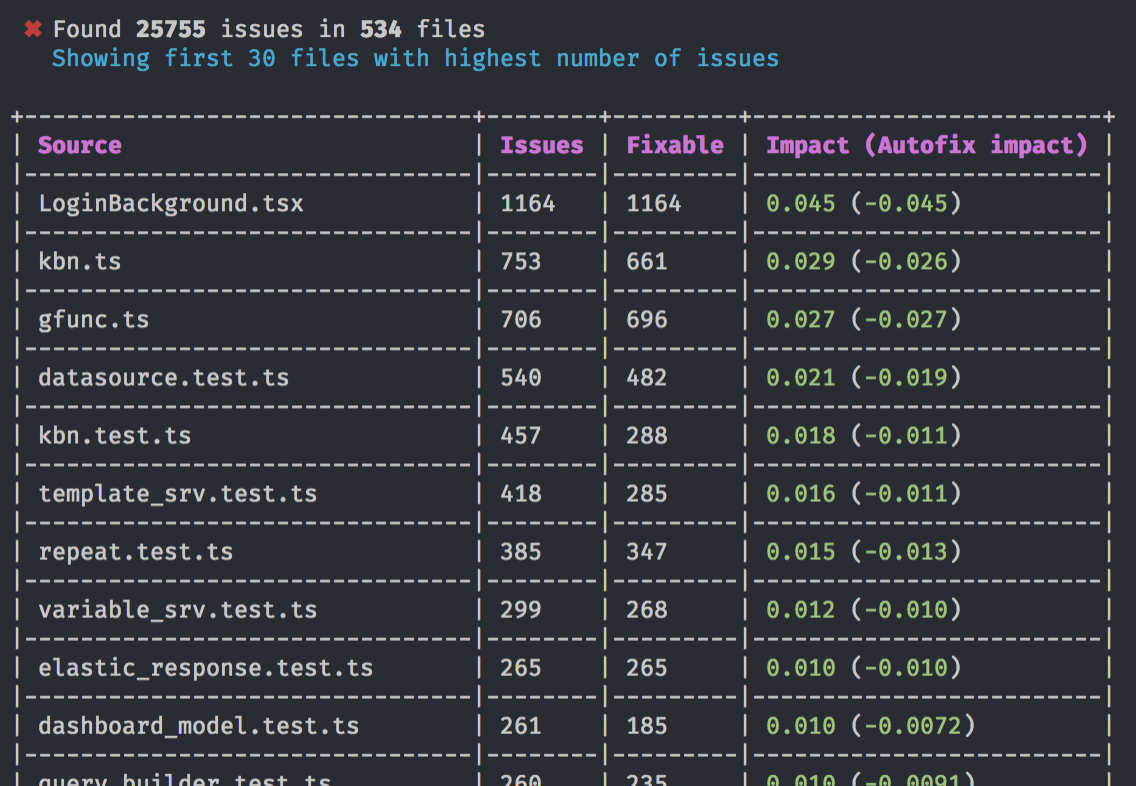 ✖ Found 25755 issues in 534 files
Showing first 30 files with highest number of issues
Source | Issues | Fixable | Impact (Autofix impact)
LoginBackground.tsx | 1164 | 1164 | 0.045 (-0.045)
kbn.ts | 753 | 661 | 0.029 (-0.026)
gfunc.ts | 706 | 696 | 0.027 (-0.027)
datasource.test.ts | 540 | 482 | 0.021 (-0.019)
kbn.test.ts | 457 | 288 | 0.018 (-0.011)
template_srv.test.ts | 418 | 285 | 0.016 (-0.011)
repeat.test.ts | 385 | 347 | 0.015 (-0.013)
variable_srv.test.ts | 299 | 268 | 0.012 (-0.010)
elastic_response.test.ts | 265 | 265 | 0.010 (-0.010)
dashboard_model.test.ts | 261 | 185 | 0.010 (-0.0072)
query_builder.test.ts | 260 | 235 | 0.010 (-0.0091)